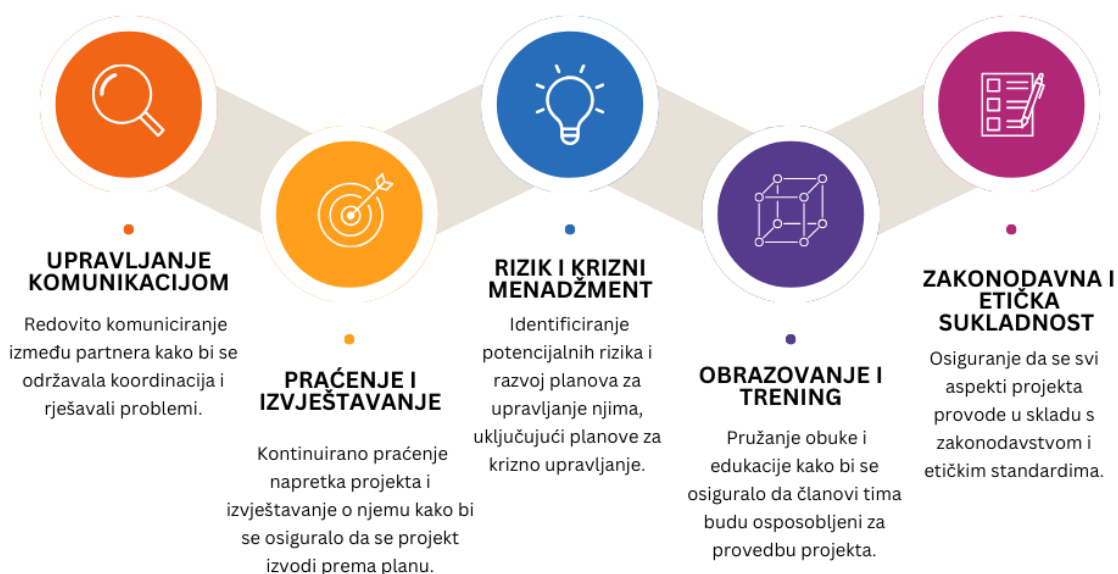 UPRAVLJANJE
KOMUNIKACIJOM
Redovito komuniciranje
između partnera kako bi se
održavala koordinacija i
rješavali problemi.
PRAĆENJE I
IZVJEŠTAVANJE
Kontinuirano praćenje
napretka projekta i
izvještavanje o njemu kako bi
se osiguralo da se projekt
izvodi prema planu.
RIZIK I KRIZNI
MENADŽMENT
Identificiranje
potencijalnih rizika i
razvoj planova za
upravljanje njima,
uključujući planove za
krizno upravljanje.
OBRAZOVANJE I
TRENING
Pružanje obuke i
edukacije kako bi se
osiguralo da članovi tima
budu osposobljeni za
provedbu projekta.
ZAKONODAVNA I
ETIČKA
SUKLADNOST
Osiguranje da se svi
aspekti projekta
provode u skladu s
zakonodavstvom i
etičkim standardima.